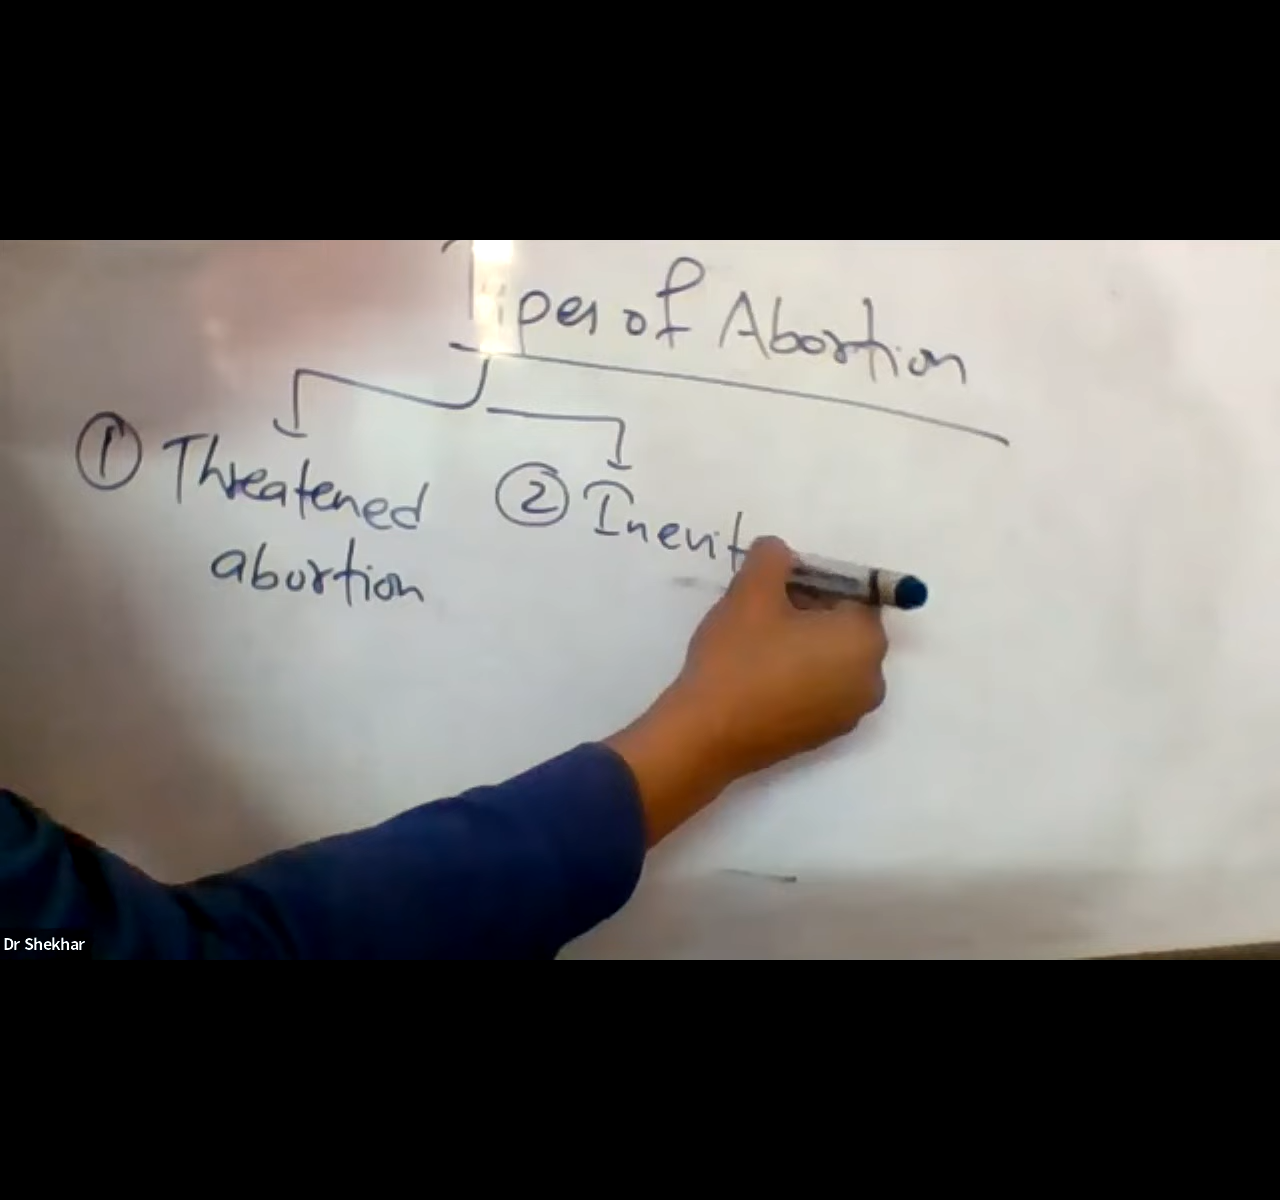 Types of Abortion
① Threatened
abortion
② Inevit
Dr Shekhar